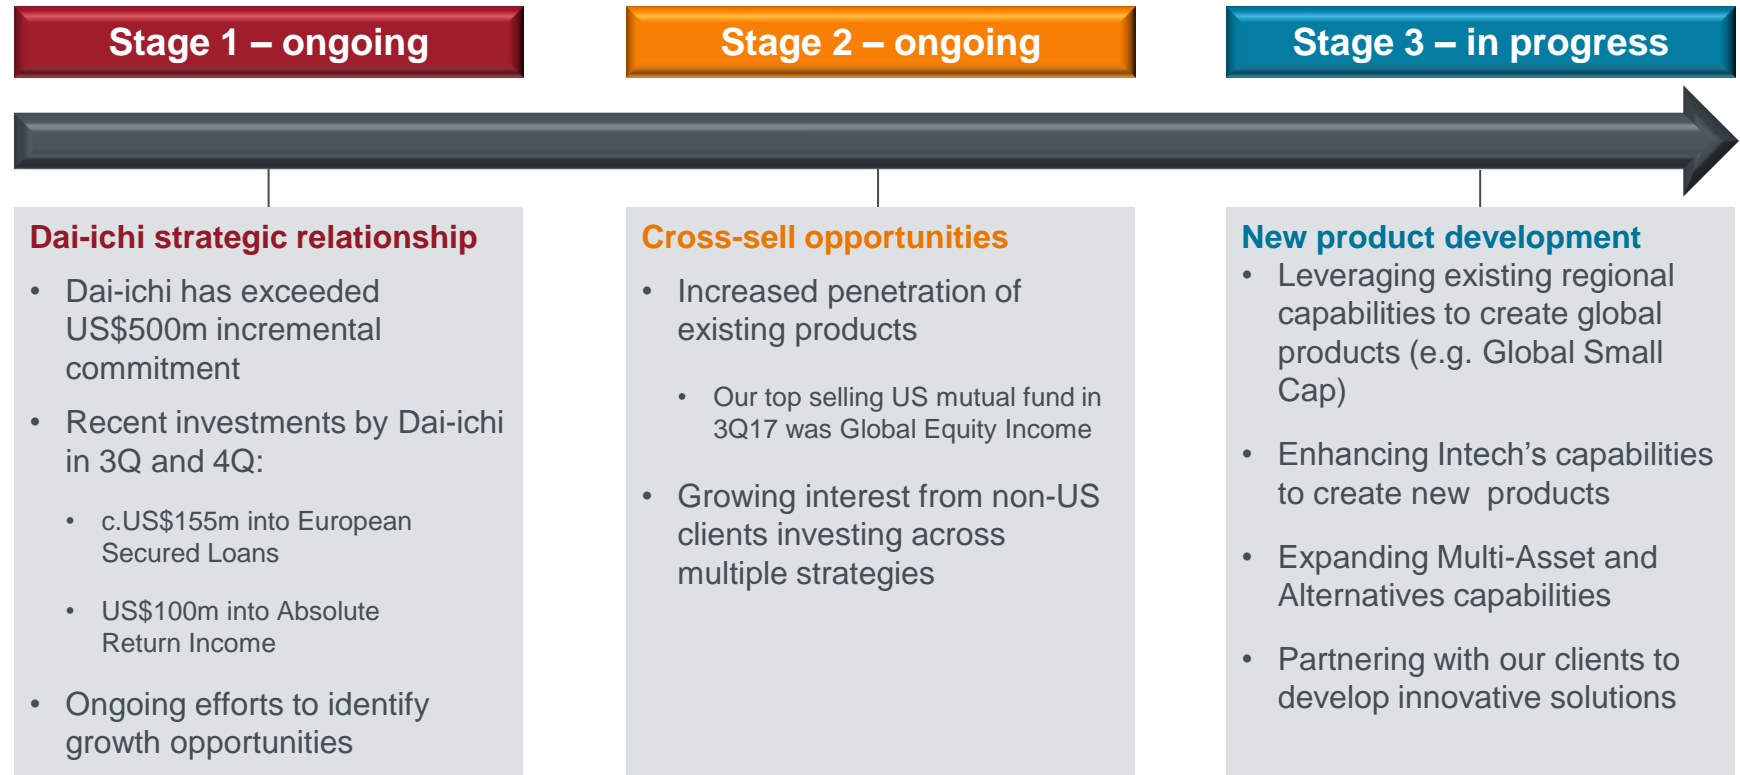 Stage 1 – ongoing
Stage 2 – ongoing
Stage 3 – in progress
Dai-ichi strategic relationship
• Dai-ichi has exceeded
US$500m incremental
commitment
• Recent investments by Dai-ichi
in 3Q and 4Q:
• c.US$155m into European
Secured Loans
• US$100m into Absolute
Return Income
• Ongoing efforts to identify
growth opportunities
Cross-sell opportunities
• Increased penetration of
existing products
• Our top selling US mutual fund in
3Q17 was Global Equity Income
• Growing interest from non-US
clients investing across
multiple strategies
New product development
• Leveraging existing regional
capabilities to create global
products (e.g. Global Small
Cap)
• Enhancing Intech’s capabilities
to create new  products
• Expanding Multi-Asset and
Alternatives capabilities
• Partnering with our clients to
develop innovative solutions